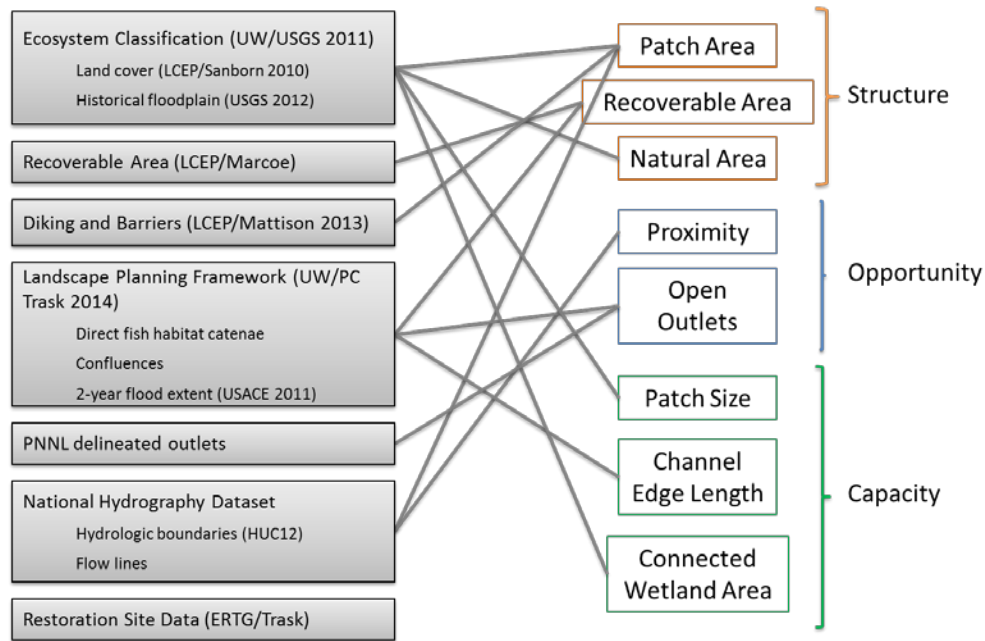 Ecosystem Classification (UW/USGS 2011)
Land cover (LCEP/Sanborn 2010)
Historical floodplain (USGS 2012)
Recoverable Area (LCEP/Marcoe)
Diking and Barriers (LCEP/Mattison 2013)
Landscape Planning Framework (UW/PC
Trask 2014)
Direct fish habitat catenae
Confluences
2-year flood extent (USACE 2011)
PNNL delineated outlets
National Hydrography Dataset
Hydrologic boundaries (HUC12)
Flow lines
Restoration Site Data (ERTG/Trask)
Patch Area
Recoverable Area
Natural Area
Structure
Proximity
Open
Outlets
Opportunity
Patch Size
Channel
Edge Length
Connected
Wetland Area
Capacity